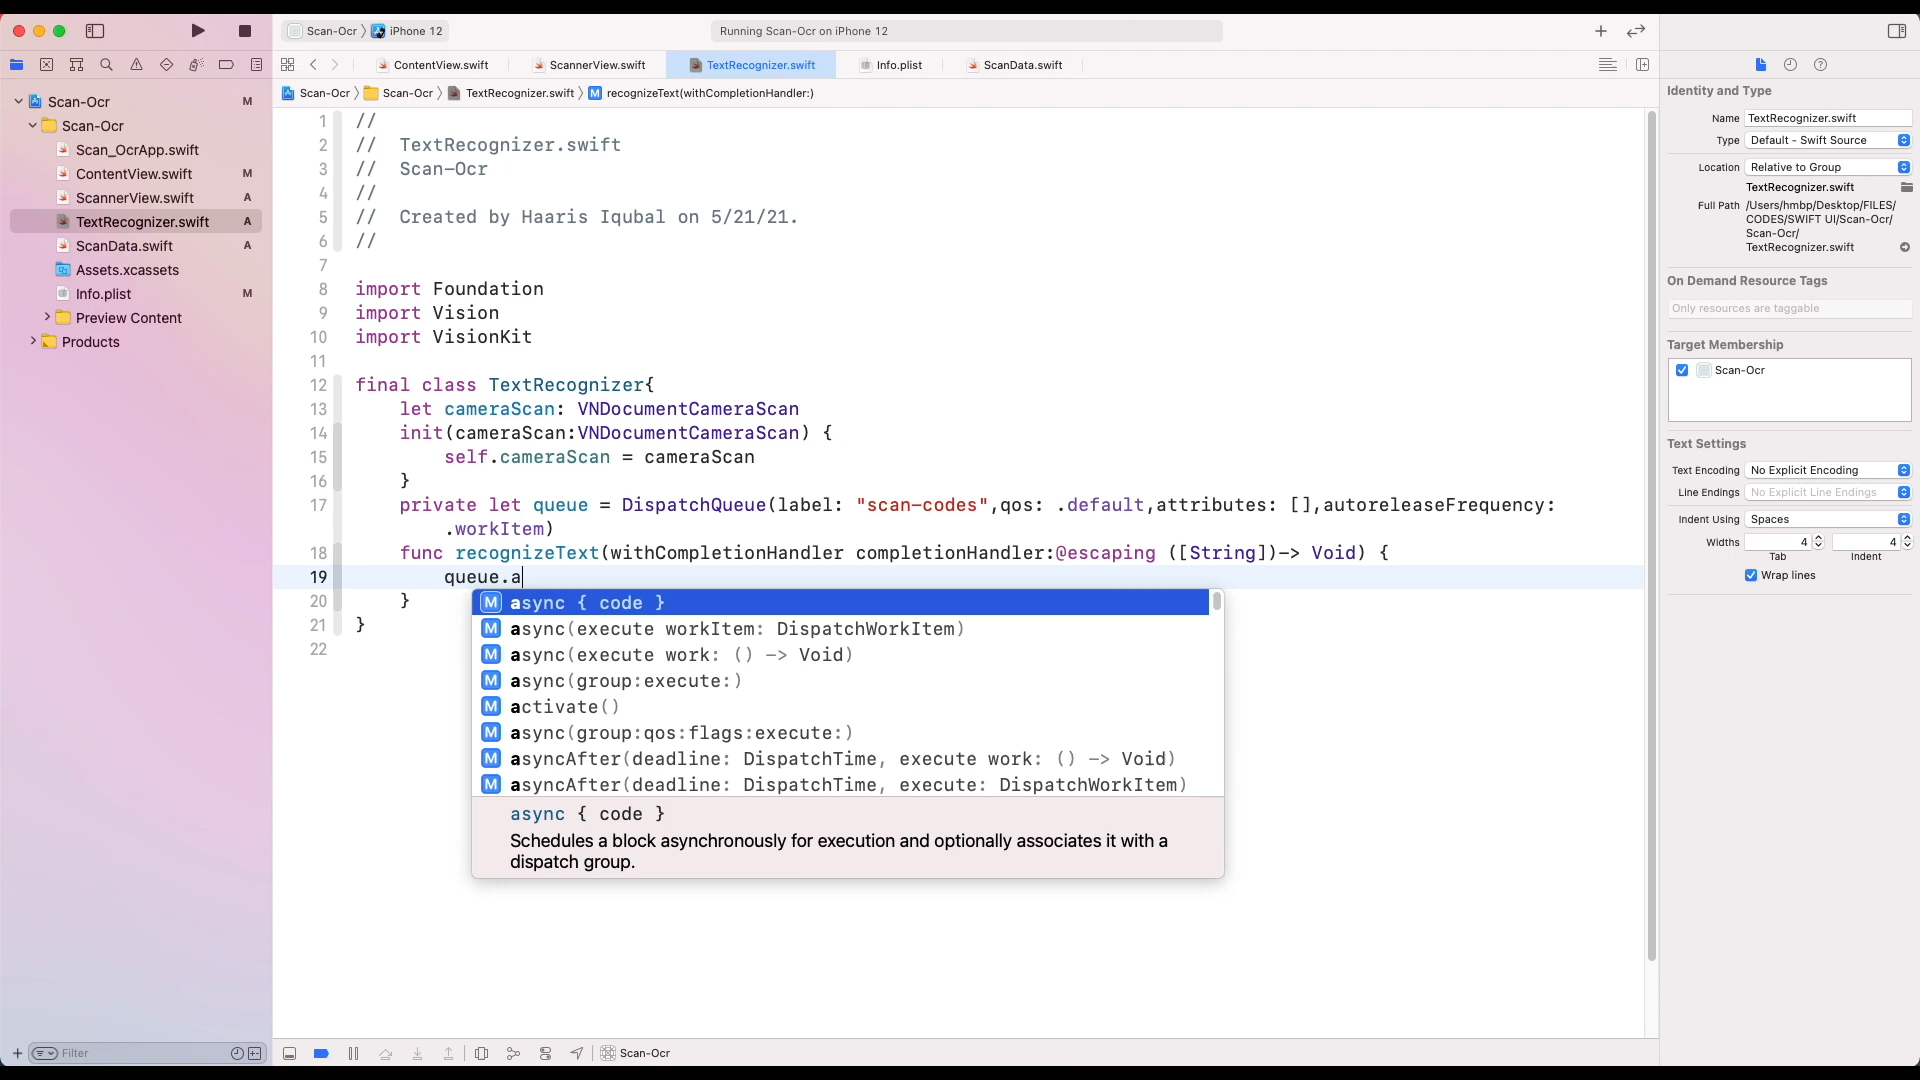 Scan-Ocr
iPhone 12
Running Scan-Ocr on iPhone 12
ContentView.swift
ScannerView.swift
TextRecognizer.swift
Info.plist
ScanData.swift
Scan-Ocr
Scan-Ocr
TextRecognizer.swift
M recognizeText(withCompletionHandler:)
Scan-Ocr M
Scan-Ocr
Scan_OcrApp.swift
ContentView.swift M
ScannerView.swift A
TextRecognizer.swift A
ScanData.swift A
Assets.xcassets
Info.plist M
Preview Content
Products
Filter
1 //
2 //  TextRecognizer.swift
3 //  Scan-Ocr
4 //
5 //  Created by Haaris Iqubal on 5/21/21.
6 //
7
8 import Foundation
9 import Vision
10 import VisionKit
11
12 final class TextRecognizer{
13     let cameraScan: VNDocumentCameraScan
14     init(cameraScan:VNDocumentCameraScan) {
15         self.cameraScan = cameraScan
16     }
17     private let queue = DispatchQueue(label: "scan-codes",qos: .default,attributes: [],autoreleaseFrequency:
        .workItem)
18     func recognizeText(withCompletionHandler completionHandler:@escaping ([String])-> Void) {
19         queue.a
20     }
21 }
22
M async { code }
M async(execute workItem: DispatchWorkItem)
M async(execute work: () -> Void)
M async(group:execute:)
M activate()
M async(group:qos:flags:execute:)
M asyncAfter(deadline: DispatchTime, execute work: () -> Void)
M asyncAfter(deadline: DispatchTime, execute: DispatchWorkItem)
async { code }
Schedules a block asynchronously for execution and optionally associates it with a
dispatch group.
Scan-Ocr
Identity and Type
Name TextRecognizer.swift
Type Default - Swift Source
Location Relative to Group
TextRecognizer.swift
Full Path /Users/hmbp/Desktop/FILES/
CODES/SWIFT UI/Scan-Ocr/
Scan-Ocr/
TextRecognizer.swift
On Demand Resource Tags
Only resources are taggable
Target Membership
Scan-Ocr
Text Settings
Text Encoding No Explicit Encoding
Line Endings No Explicit Line Endings
Indent Using Spaces
Widths 4 4
Tab Indent
Wrap lines